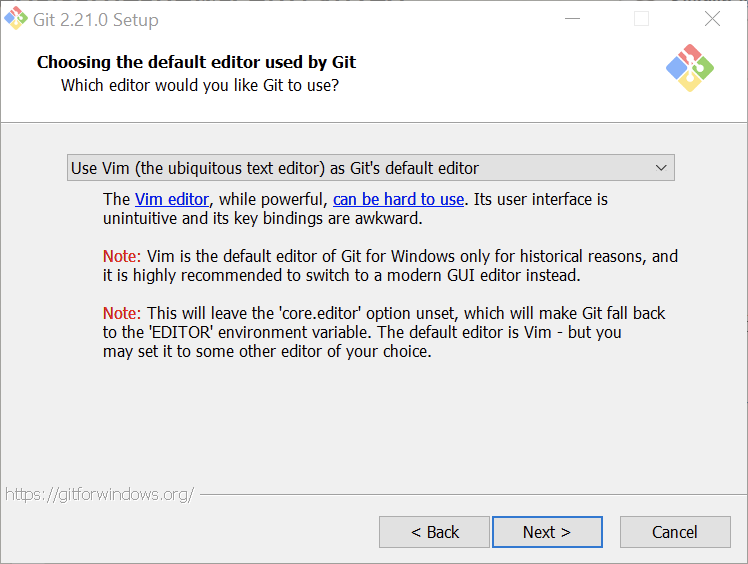 Git 2.21.0 Setup
Choosing the default editor used by Git
Which editor would you like Git to use?
Use Vim (the ubiquitous text editor) as Git's default editor
The Vim editor, while powerful, can be hard to use. Its user interface is
unintuitive and its key bindings are awkward.
Note: Vim is the default editor of Git for Windows only for historical reasons, and
it is highly recommended to switch to a modern GUI editor instead.
Note: This will leave the 'core.editor' option unset, which will make Git fall back
to the 'EDITOR' environment variable. The default editor is Vim - but you
may set it to some other editor of your choice.
https://gitforwindows.org/
< Back
Next >
Cancel